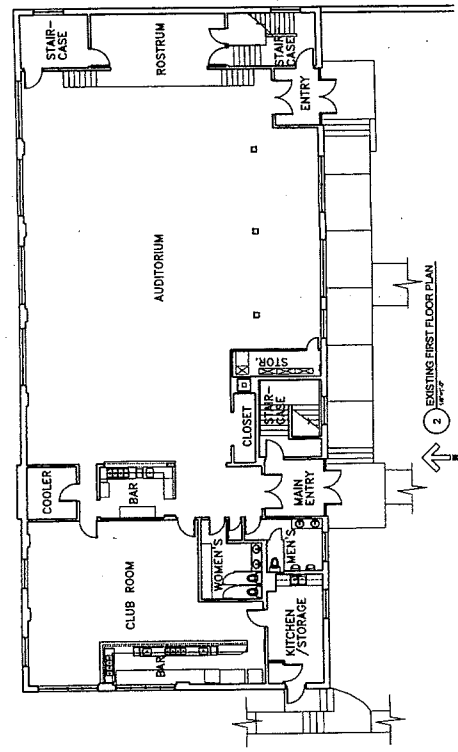 STAIR-
CASE
ROSTRUM
STAIR-
CASE
ENTRY
AUDITORIUM
STOR.
CLOSET
STAIR-
CASE
COOLER
BAR
MAIN
ENTRY
CLUB ROOM
WOMEN'S
MEN'S
BAR
KITCHEN
/STORAGE
2
EXISTING FIRST FLOOR PLAN